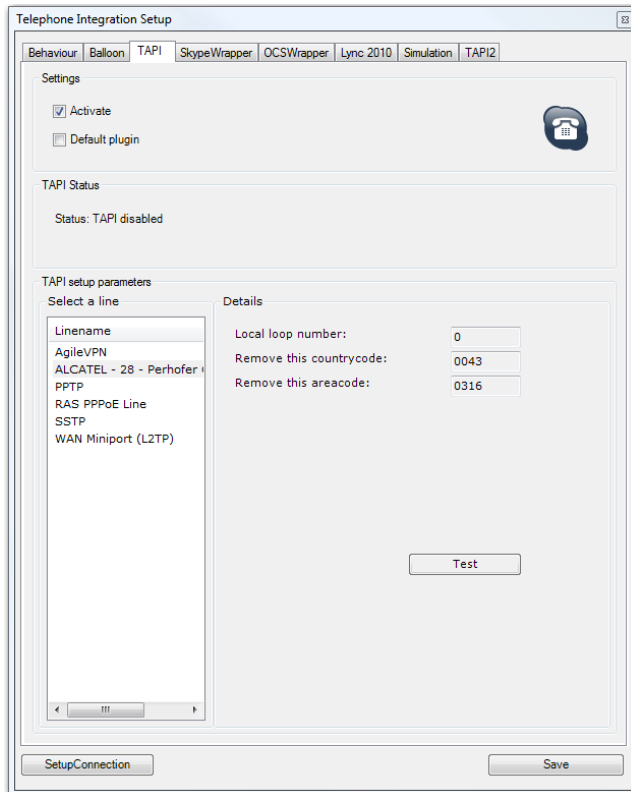 Telephone Integration Setup
Behaviour Balloon TAPI SkypeWrapper OCSWrapper Lync 2010 Simulation TAPI2
Settings
Activate
Default plugin
TAPI Status
Status: TAPI disabled
TAPI setup parameters
Select a line
Linename
AgileVPN
ALCATEL - 28 - Perhofer
PPTP
RAS PPPoE Line
SSTP
WAN Miniport (L2TP)
Details
Local loop number: 0
Remove this countrycode: 0043
Remove this areacode: 0316
Test
SetupConnection
Save